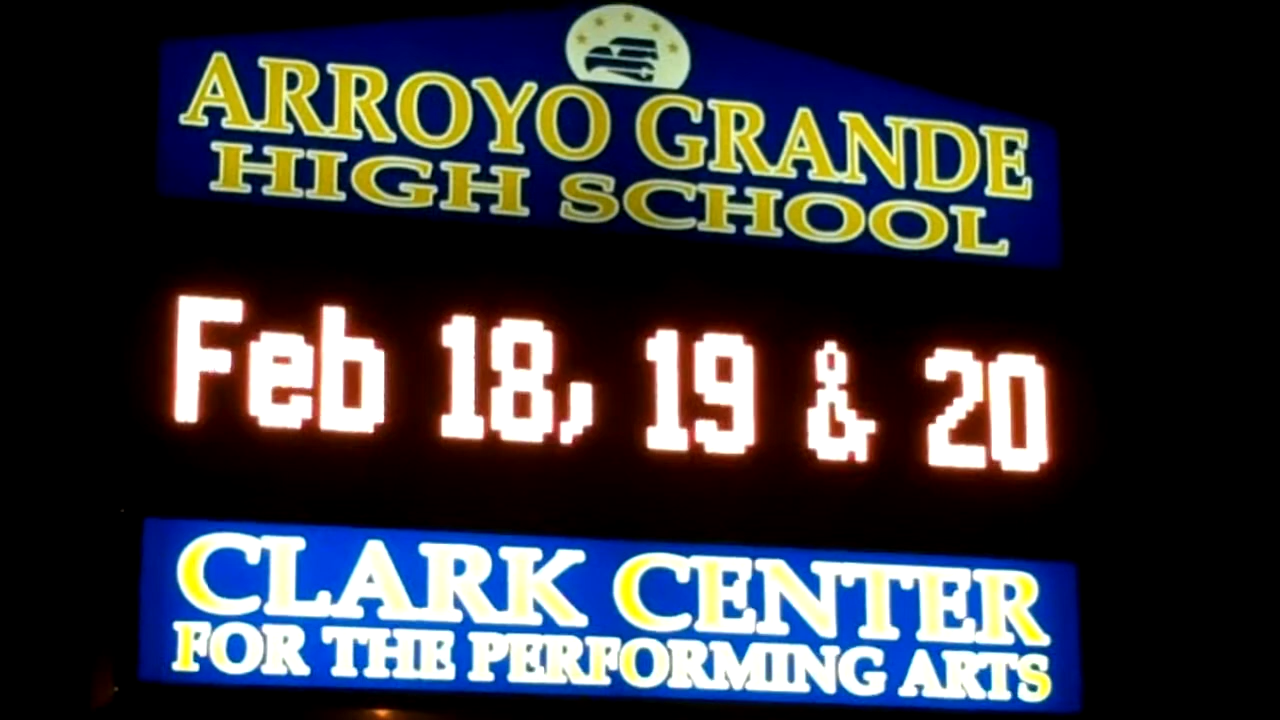 ARROYO GRANDE
HIGH SCHOOL
Feb 18, 19 & 20
CLARK CENTER
FOR THE PERFORMING ARTS